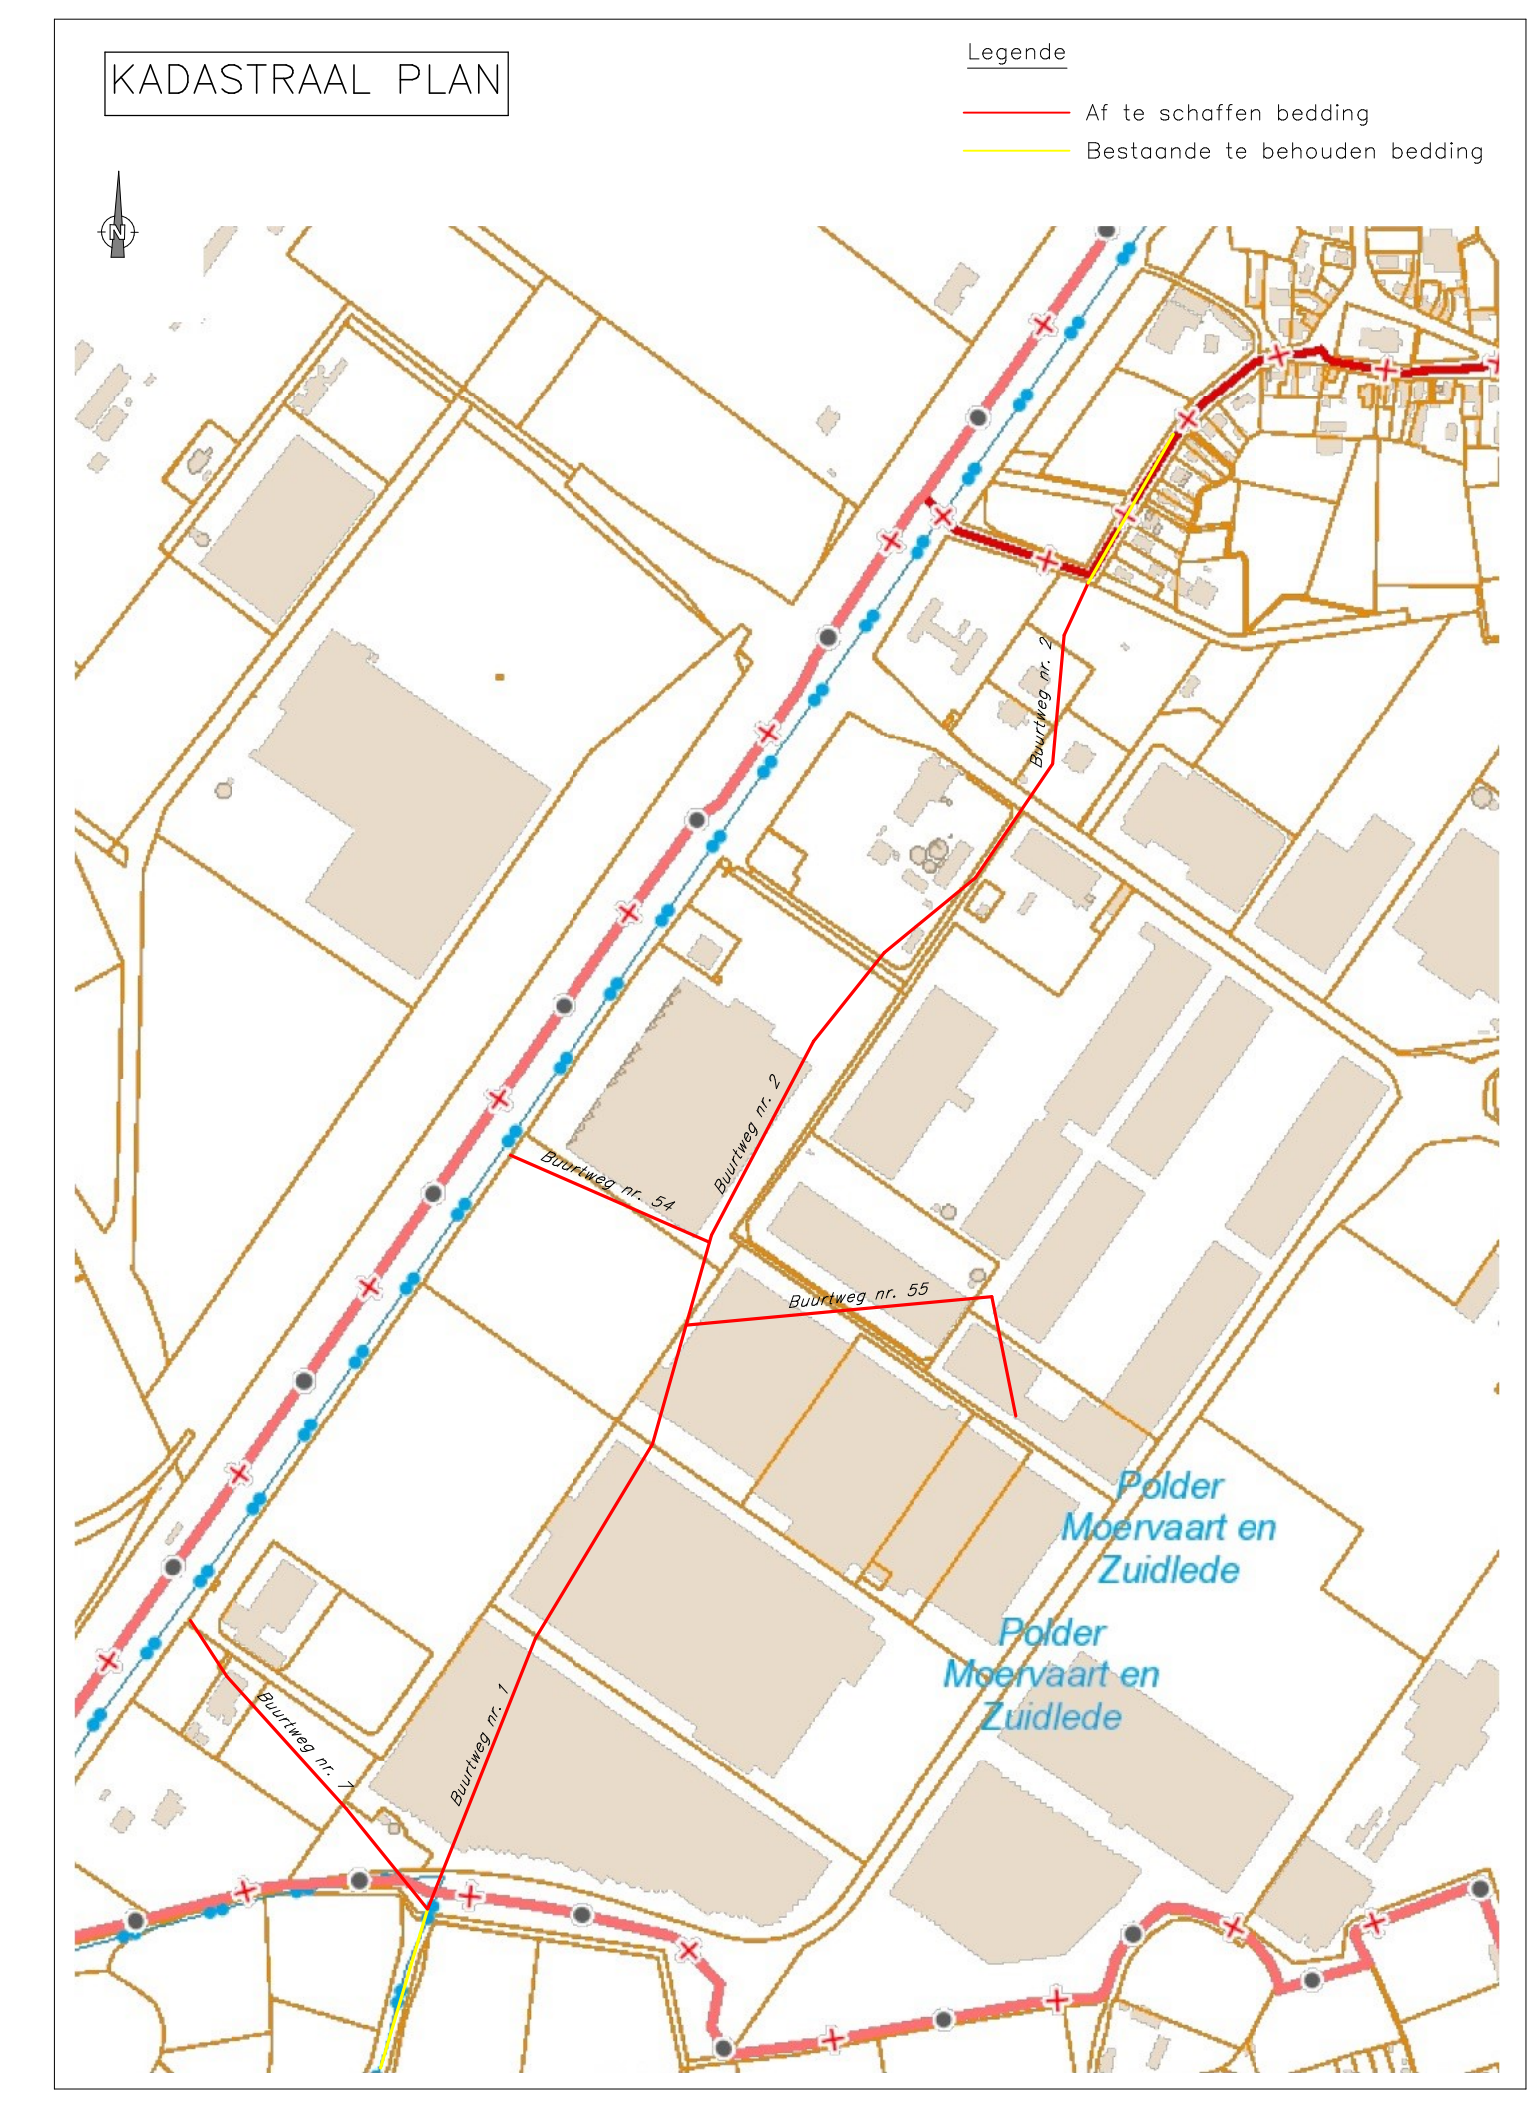 KADASTRAAL PLAN
Legende
Af te schaffen bedding
Bestaande te behouden bedding
N
Buurtweg nr. 2
Buurtweg nr. 2
Buurtweg nr. 54
Buurtweg nr. 55
Polder
Moervaart en
Zuidlede
Polder
Moervaart en
Zuidlede
Buurtweg nr. 1
Buurtweg nr. 7